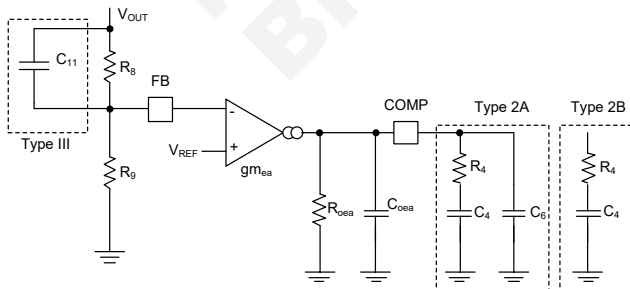 VOUT
C11
R8
FB
Type III
VREF
gmea
R9
Roea
Coea
COMP
Type 2A
Type 2B
R4
C4
C6
R4
C4
-
+